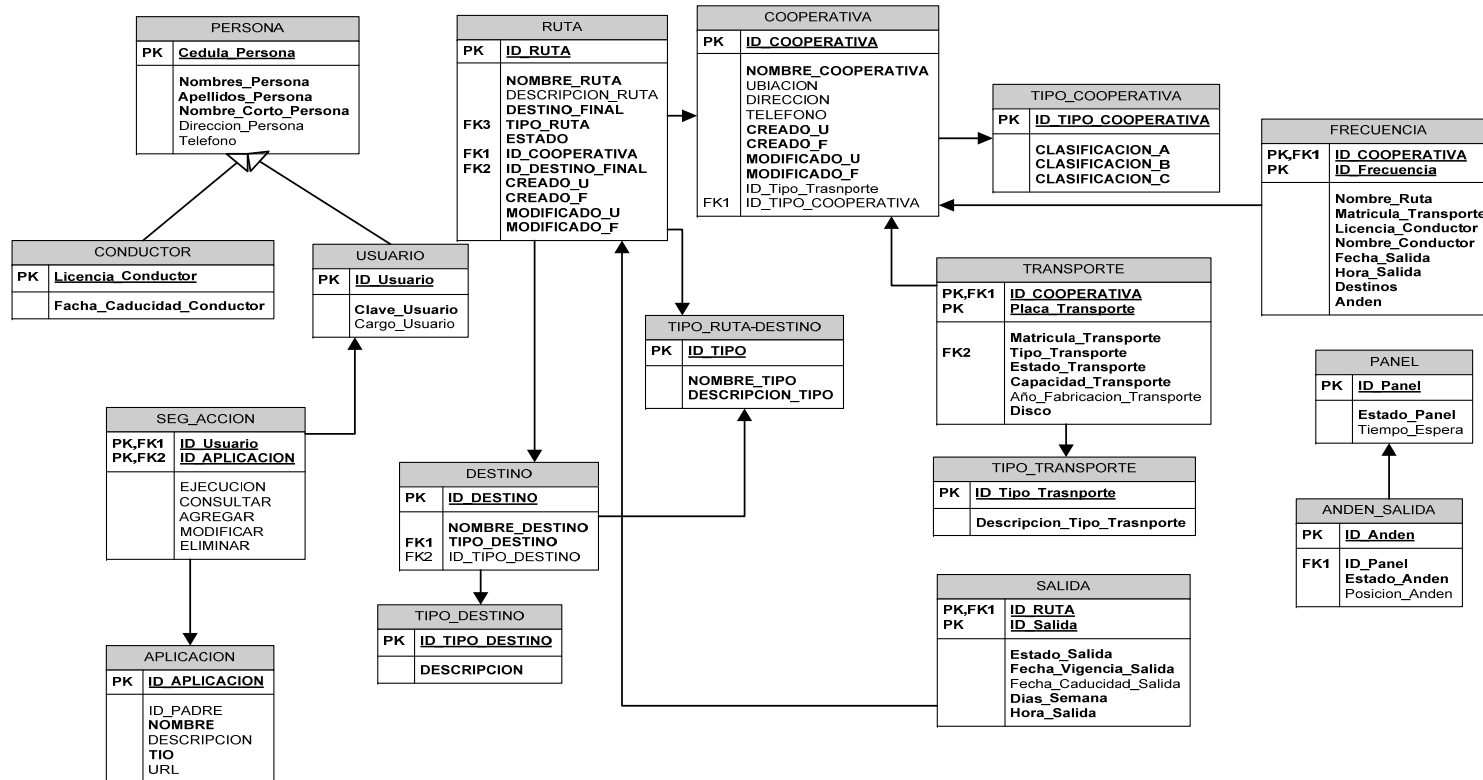 PERSONA
PK Cedula_Persona
Nombres_Persona
Apellidos_Persona
Nombre_Corto_Persona
Direccion_Persona
Telefono
RUTA
PK ID_RUTA
NOMBRE_RUTA
DESCRIPCION_RUTA
DESTINO_FINAL
FK3 TIPO_RUTA
ESTADO
FK1 ID_COOPERATIVA
FK2 ID_DESTINO_FINAL
CREADO_U
CREADO_F
MODIFICADO_U
MODIFICADO_F
COOPERATIVA
PK ID_COOPERATIVA
NOMBRE_COOPERATIVA
UBIACION
DIRECCION
TELEFONO
CREADO_U
CREADO_F
MODIFICADO_U
MODIFICADO_F
ID_Tipo_Trasnporte
FK1 ID_TIPO_COOPERATIVA
TIPO_COOPERATIVA
PK ID_TIPO_COOPERATIVA
CLASIFICACION_A
CLASIFICACION_B
CLASIFICACION_C
FRECUENCIA
PK,FK1 ID_COOPERATIVA
PK ID_Frecuencia
Nombre_Ruta
Matricula_Transporte
Licencia_Conductor
Nombre_Conductor
Fecha_Salida
Hora_Salida
Destinos
Anden
CONDUCTOR
PK Licencia_Conductor
Facha_Caducidad_Conductor
USUARIO
PK ID_Usuario
Clave_Usuario
Cargo_Usuario
TRANSPORTE
PK,FK1 ID_COOPERATIVA
PK Placa_Transporte
Matricula_Transporte
FK2 Tipo_Transporte
Estado_Transporte
Capacidad_Transporte
Año_Fabricacion_Transporte
Disco
TIPO_RUTA-DESTINO
PK ID_TIPO
NOMBRE_TIPO
DESCRIPCION_TIPO
PANEL
PK ID_Panel
Estado_Panel
Tiempo_Espera
SEG_ACCION
PK,FK1 ID_Usuario
PK,FK2 ID_APLICACION
EJECUCION
CONSULTAR
AGREGAR
MODIFICAR
ELIMINAR
DESTINO
PK ID_DESTINO
NOMBRE_DESTINO
FK1 TIPO_DESTINO
FK2 ID_TIPO_DESTINO
TIPO_TRANSPORTE
PK ID_Tipo_Trasnporte
Descripcion_Tipo_Trasnporte
ANDEN_SALIDA
PK ID_Anden
FK1 ID_Panel
Estado_Anden
Posicion_Anden
SALIDA
PK,FK1 ID_RUTA
PK ID_Salida
Estado_Salida
Fecha_Vigencia_Salida
Fecha_Caducidad_Salida
Dias_Semana
Hora_Salida
TIPO_DESTINO
PK ID_TIPO_DESTINO
DESCRIPCION
APLICACION
PK ID_APLICACION
ID_PADRE
NOMBRE
DESCRIPCION
TIO
URL